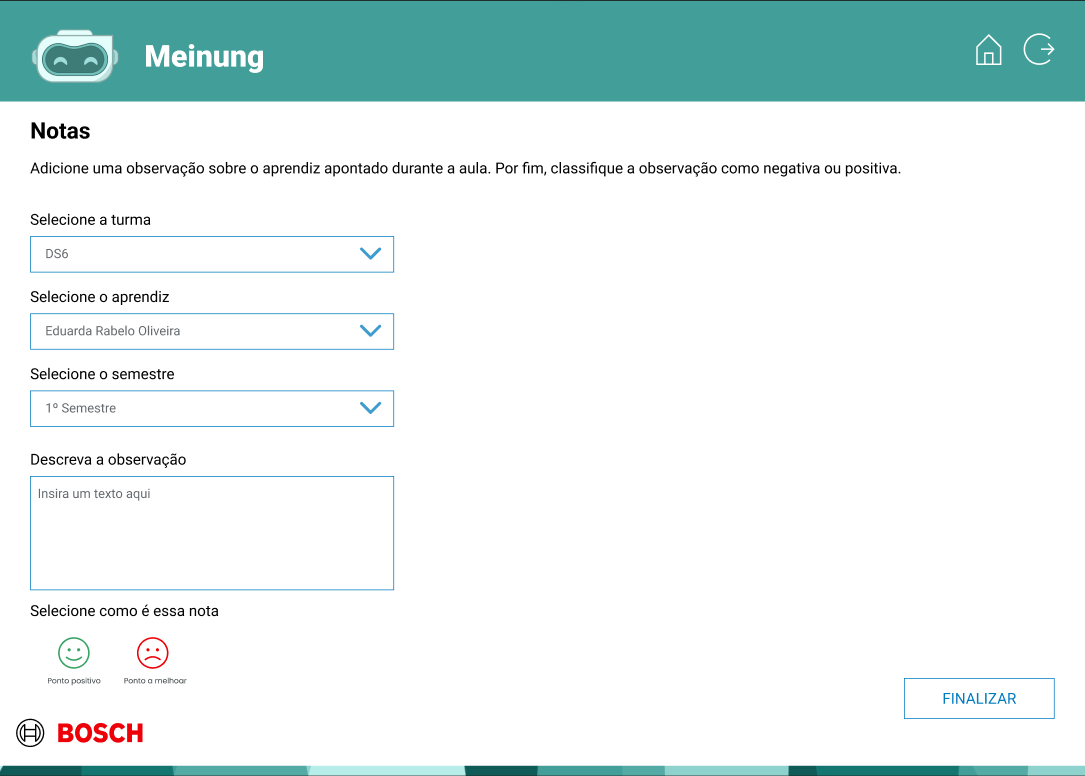 Meinung
Notas
Adicione uma observação sobre o aprendiz apontado durante a aula. Por fim, classifique a observação como negativa ou positiva.
Selecione a turma
DS6
Selecione o aprendiz
Eduarda Rabelo Oliveira
Selecione o semestre
1º Semestre
Descreva a observação
Insira um texto aqui
Selecione como é essa nota
Ponto positivo
Ponto a melhoar
FINALIZAR
BOSCH